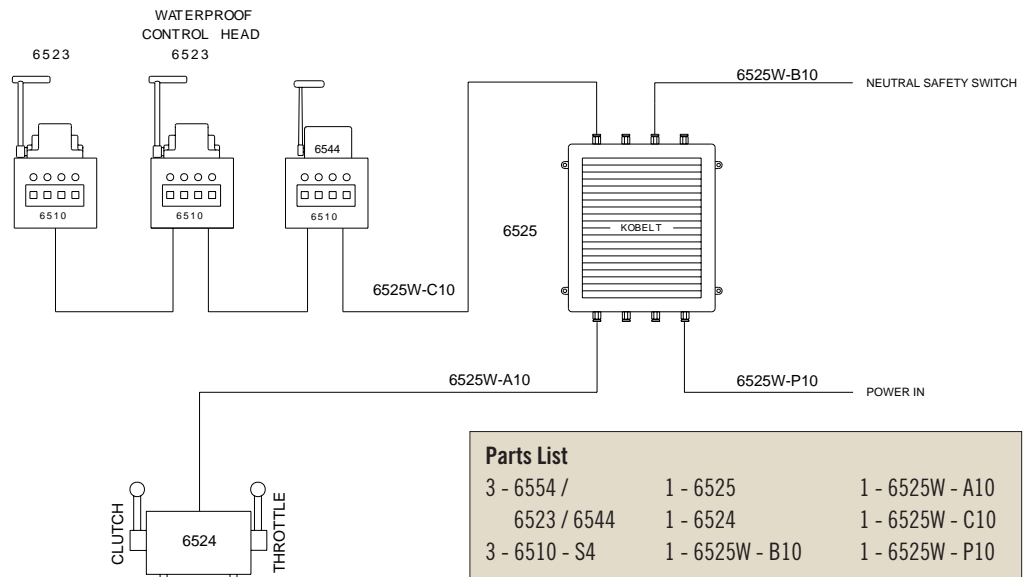 WATERPROOF
CONTROL HEAD
6523
6523
6525W-B10
NEUTRAL SAFETY SWITCH
6544
6510
6510
6510
6525
KOBELT
6525W-C10
6525W-A10
6525W-P10
POWER IN
CLUTCH
6524
THROTTLE
Parts List
3 - 6554 / 1 - 6525 1 - 6525W - A10
6523 / 6544 1 - 6524 1 - 6525W - C10
3 - 6510 - S4 1 - 6525W - B10 1 - 6525W - P10